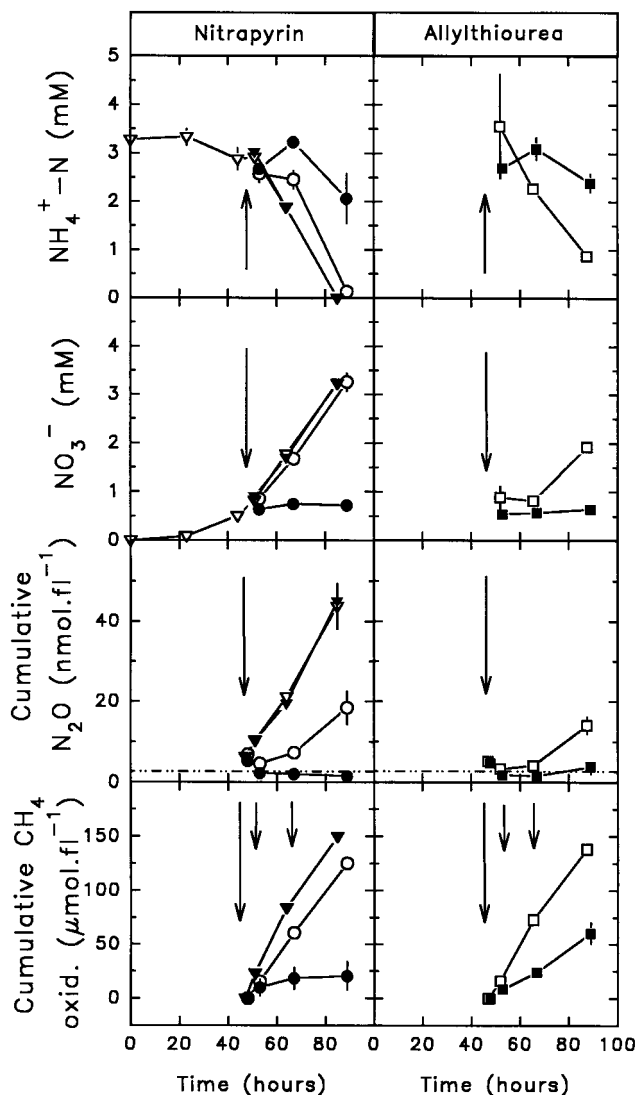 Nitrapyrin
Allylthiourea
NH₄⁺−N (mM)
5
4
3
2
1
0
NO₃⁻ (mM)
4
3
2
1
0
Cumulative
N₂O (nmol.fl⁻¹)
40
20
0
Cumulative CH₄
oxid. (μmol.fl⁻¹)
150
100
50
0
0 20 40 60 80 0 20 40 60 80 100
Time (hours)
Time (hours)